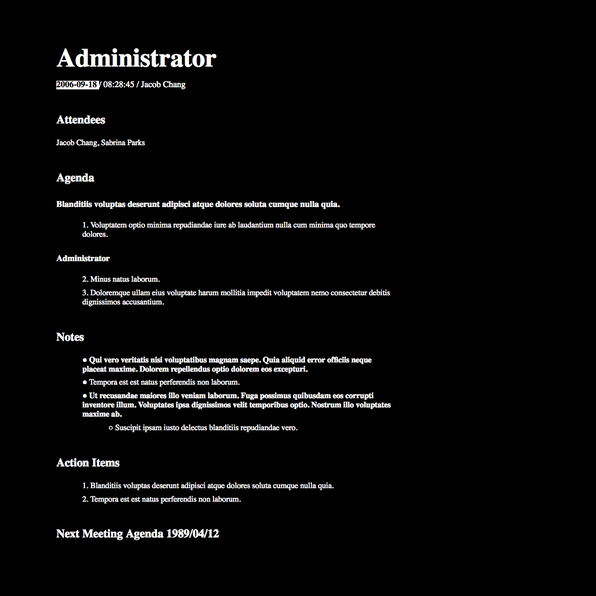 Administrator
2006-09-18 / 08:28:45 / Jacob Chang
Attendees
Jacob Chang, Sabrina Parks
Agenda
Blanditiis voluptas deserunt adipisci atque dolores soluta cumque nulla quia.
1. Voluptatem optio minima repudiandae iure ab laudantium nulla cum minima quo tempore
dolores.
Administrator
2. Minus natus laborum.
3. Doloremque ullam eius voluptate harum mollitia impedit voluptatem nemo consectetur debitis
dignissimos accusantium.
Notes
● Qui vero veritatis nisi voluptatibus magnam saepe. Quia aliquid error officiis neque
placeat maxime. Dolorem repellendus optio dolorem eos excepturi.
● Tempora est est natus perferendis non laborum.
● Ut recusandae maiores illo veniam laborum. Fuga possimus quibusdam eos corrupti
inventore illum. Voluptates ipsa dignissimos velit temporibus optio. Nostrum illo voluptates
maxime ab.
○ Suscipit ipsam iusto delectus blanditiis repudiandae vero.
Action Items
1. Blanditiis voluptas deserunt adipisci atque dolores soluta cumque nulla quia.
2. Tempora est est natus perferendis non laborum.
Next Meeting Agenda 1989/04/12